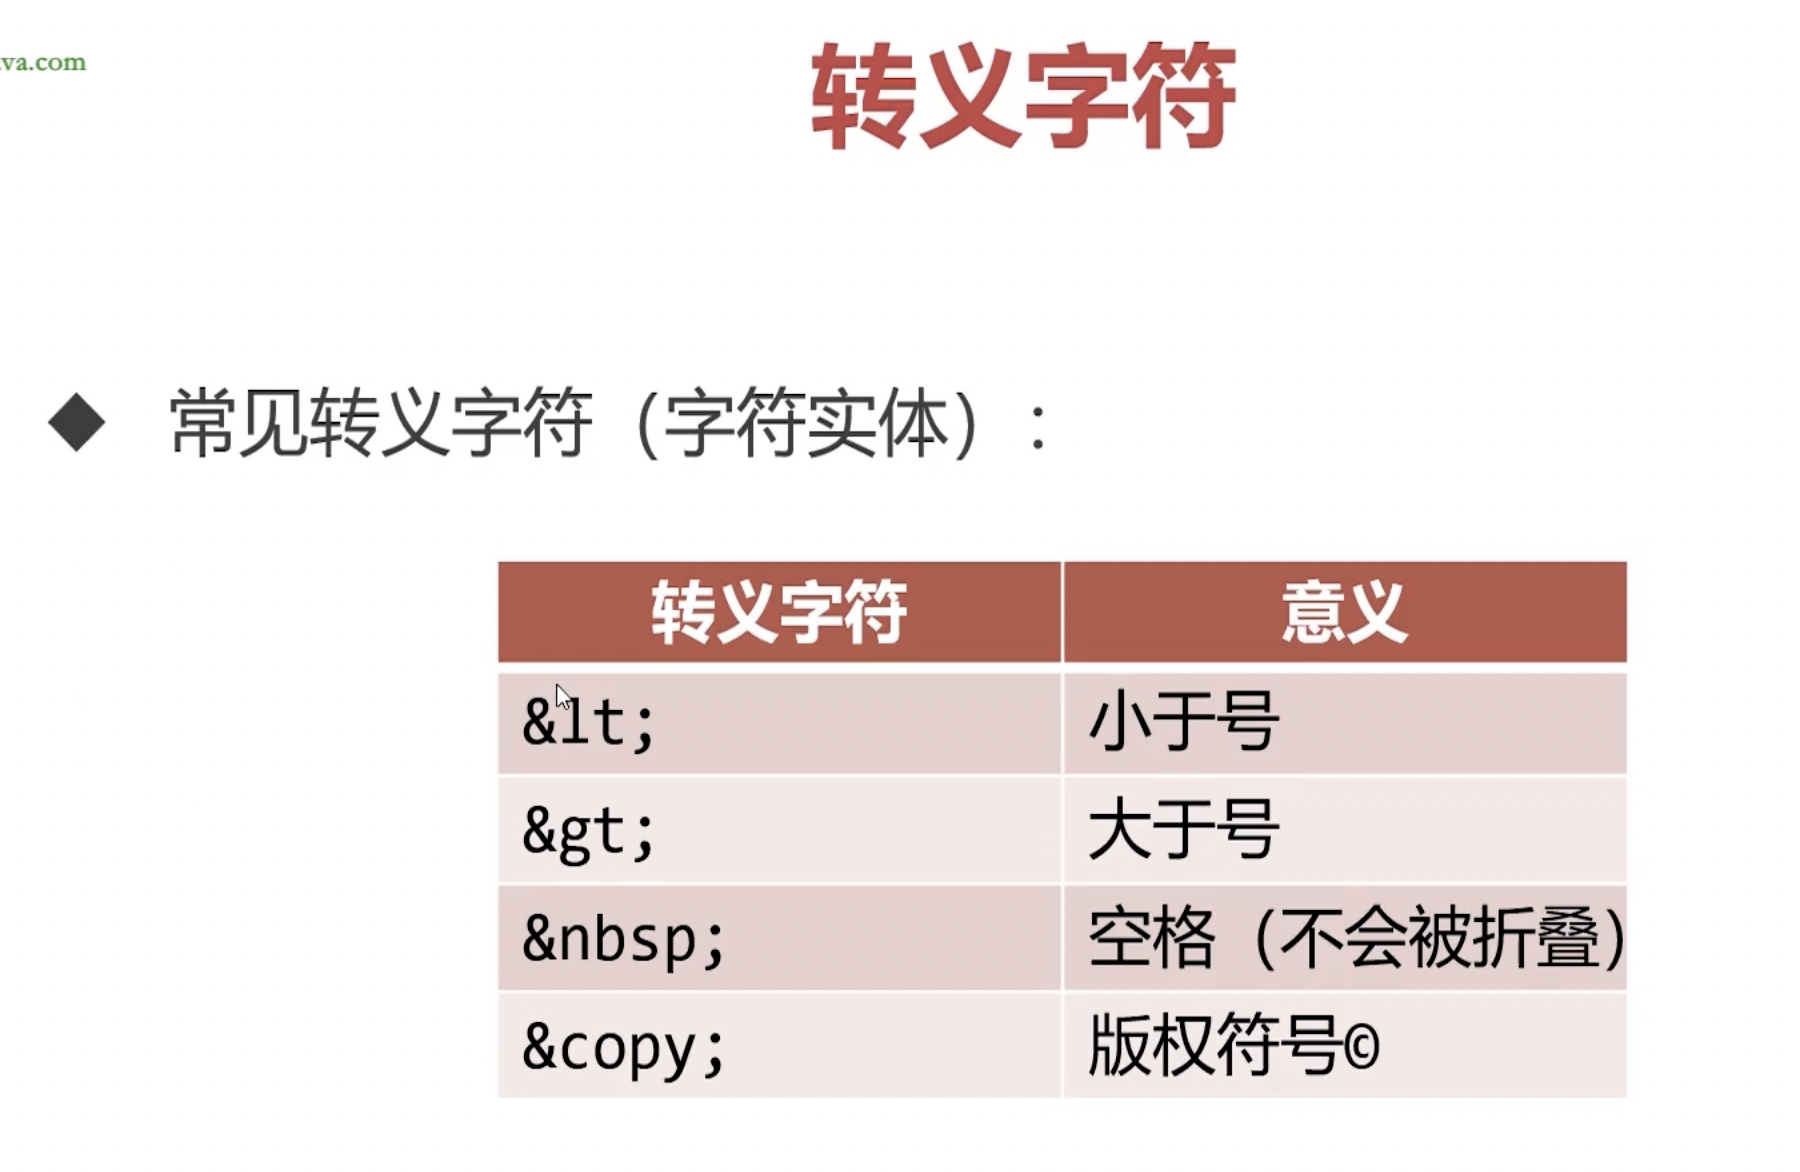 va.com
转义字符
◆ 常见转义字符（字符实体）：
转义字符 意义
&lt; 小于号
&gt; 大于号
&nbsp; 空格（不会被折叠）
&copy; 版权符号©